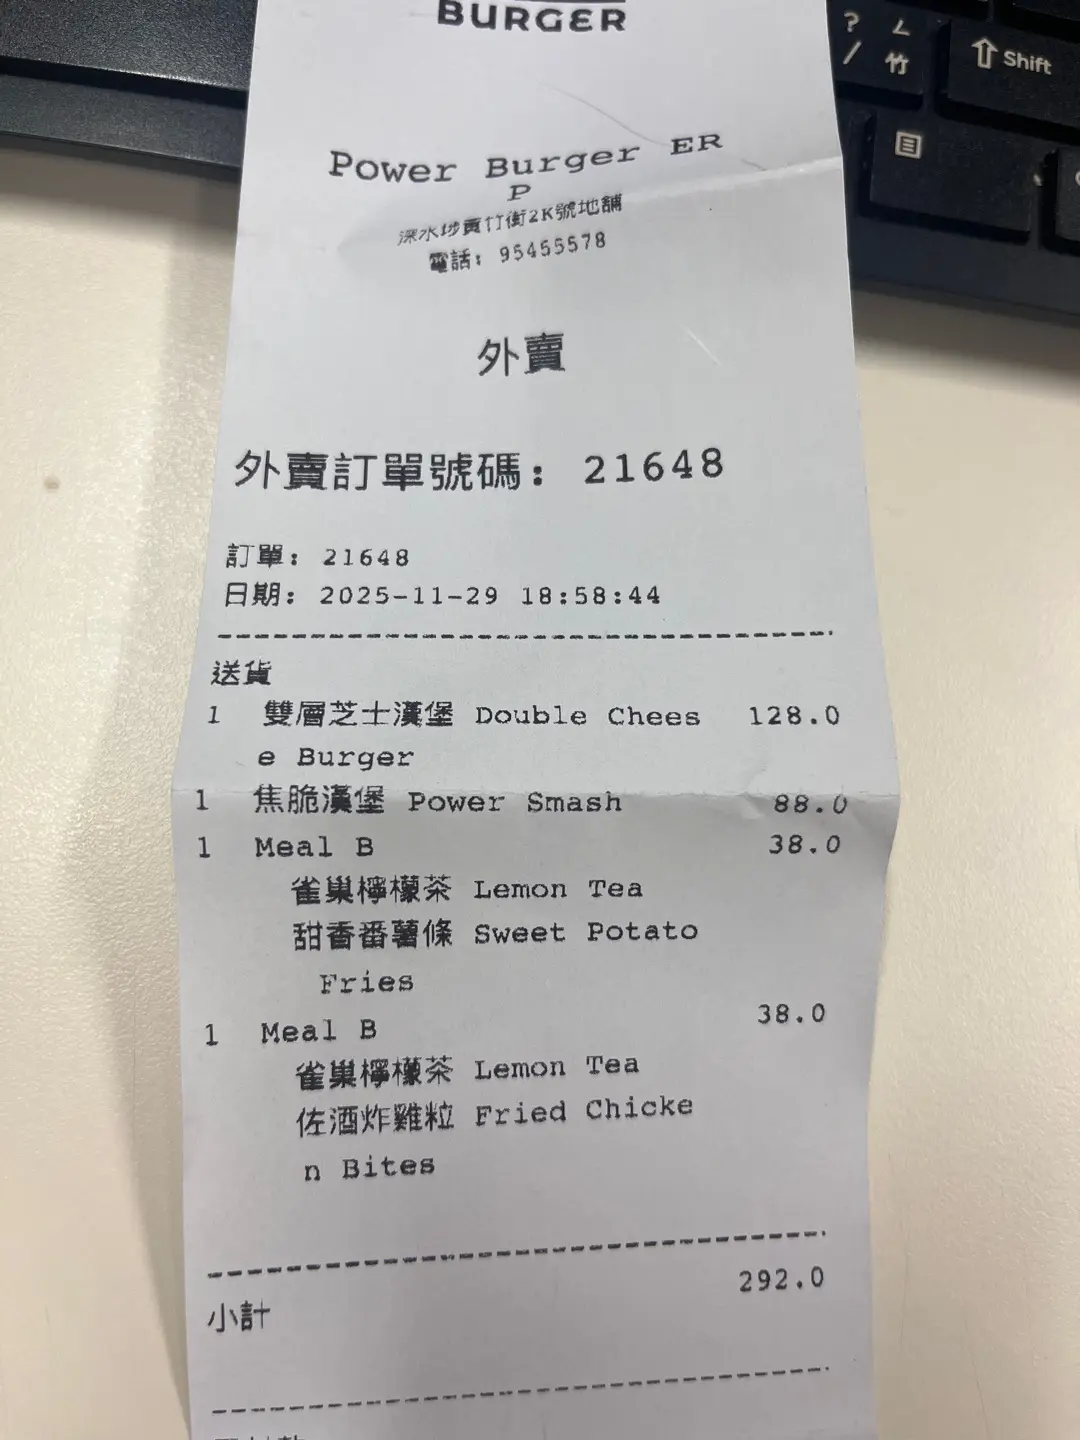 BURGER
? ㄥ
/ 竹
Shift
Power Burger ER
P
深水埗黃竹街2K號地舖
電話: 95455578
外賣
外賣訂單號碼: 21648
訂單: 21648
日期: 2025-11-29 18:58:44
送貨
1 雙層芝士漢堡 Double Chees 128.0
e Burger
1 焦脆漢堡 Power Smash 88.0
1 Meal B 38.0
雀巢檸檬茶 Lemon Tea
甜香番薯條 Sweet Potato
Fries
1 Meal B 38.0
雀巢檸檬茶 Lemon Tea
佐酒炸雞粒 Fried Chicke
n Bites
小計 292.0